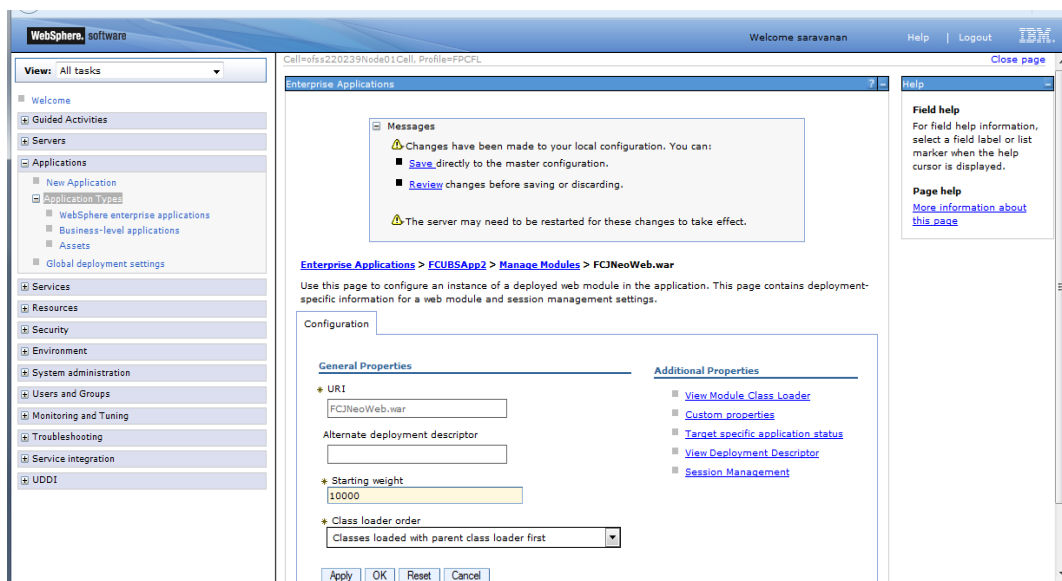 WebSphere. software
Welcome saravanan
Help | Logout
IBM.
View: All tasks
Welcome
Guided Activities
Servers
Applications
New Application
Application Types
WebSphere enterprise applications
Business-level applications
Assets
Global deployment settings
Services
Resources
Security
Environment
System administration
Users and Groups
Monitoring and Tuning
Troubleshooting
Service integration
UDDI
Cell=ofss220239Node01Cell, Profile=FPCFL
Close page
Enterprise Applications
? -
Messages
Changes have been made to your local configuration. You can:
Save directly to the master configuration.
Review changes before saving or discarding.
The server may need to be restarted for these changes to take effect.
Enterprise Applications > FCUBSApp2 > Manage Modules > FCJNeoWeb.war
Use this page to configure an instance of a deployed web module in the application. This page contains deployment-
specific information for a web module and session management settings.
Configuration
General Properties
* URI
FCJNeoWeb.war
Alternate deployment descriptor
* Starting weight
10000
* Class loader order
Classes loaded with parent class loader first
Apply OK Reset Cancel
Additional Properties
View Module Class Loader
Custom properties
Target specific application status
View Deployment Descriptor
Session Management
Help
Field help
For field help information,
select a field label or list
marker when the help
cursor is displayed.
Page help
More information about
this page